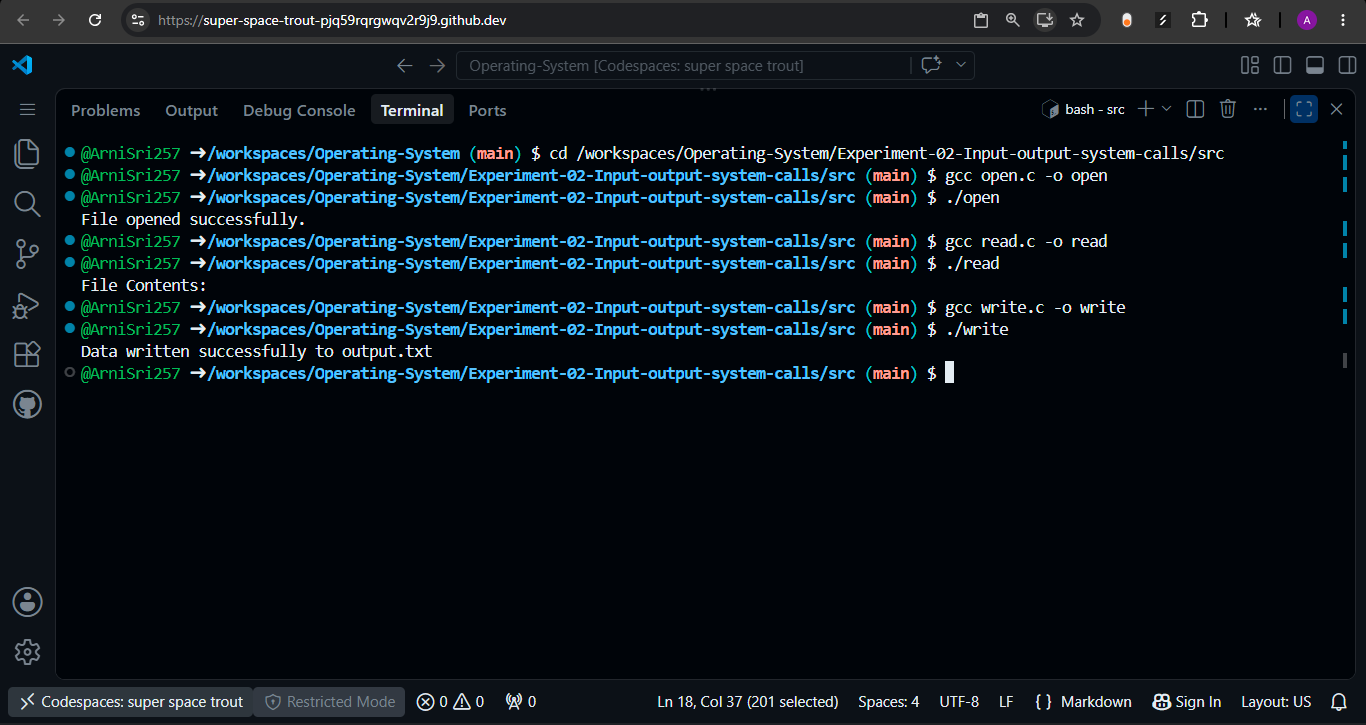 https://super-space-trout-pjq59rqrgwqv2r9j9.github.dev
A
Operating-System [Codespaces: super space trout]
Problems Output Debug Console Terminal Ports
bash - src
@ArniSri257 ➜/workspaces/Operating-System (main) $ cd /workspaces/Operating-System/Experiment-02-Input-output-system-calls/src
@ArniSri257 ➜/workspaces/Operating-System/Experiment-02-Input-output-system-calls/src (main) $ gcc open.c -o open
@ArniSri257 ➜/workspaces/Operating-System/Experiment-02-Input-output-system-calls/src (main) $ ./open
File opened successfully.
@ArniSri257 ➜/workspaces/Operating-System/Experiment-02-Input-output-system-calls/src (main) $ gcc read.c -o read
@ArniSri257 ➜/workspaces/Operating-System/Experiment-02-Input-output-system-calls/src (main) $ ./read
File Contents:
@ArniSri257 ➜/workspaces/Operating-System/Experiment-02-Input-output-system-calls/src (main) $ gcc write.c -o write
@ArniSri257 ➜/workspaces/Operating-System/Experiment-02-Input-output-system-calls/src (main) $ ./write
Data written successfully to output.txt
@ArniSri257 ➜/workspaces/Operating-System/Experiment-02-Input-output-system-calls/src (main) $
Codespaces: super space trout Restricted Mode 0 0 0 Ln 18, Col 37 (201 selected) Spaces: 4 UTF-8 LF { } Markdown Sign In Layout: US